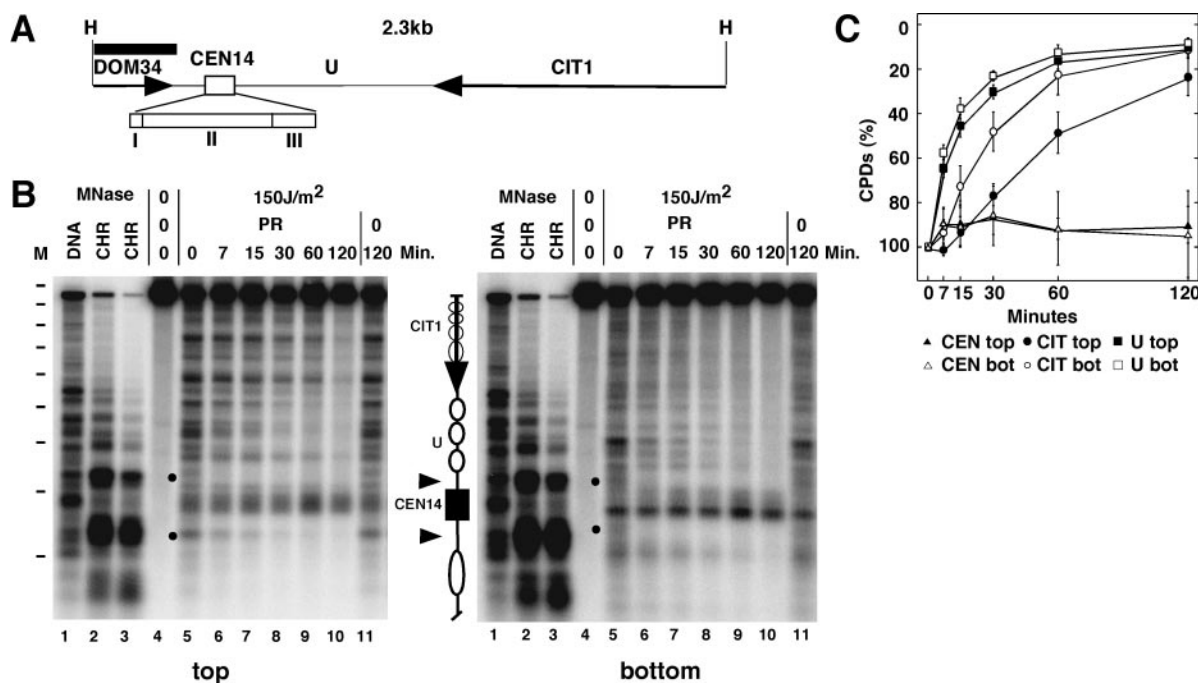 A
H 2.3kb H
DOM34 CEN14 U CIT1
I II III
B
MNase 0 150J/m2 0
DNA CHR CHR 0 PR 0
M 0 0 7 15 30 60 120 120 Min.
1 2 3 4 5 6 7 8 9 10 11
top
CIT1
U
CEN14
MNase 0 150J/m2
DNA CHR CHR 0 PR 0
0 0 7 15 30 60 120 120 Min.
1 2 3 4 5 6 7 8 9 10 11
bottom
C
CPDs (%)
0
20
40
60
80
100
0 7 15 30 60 120
Minutes
CEN top CIT top U top
CEN bot CIT bot U bot